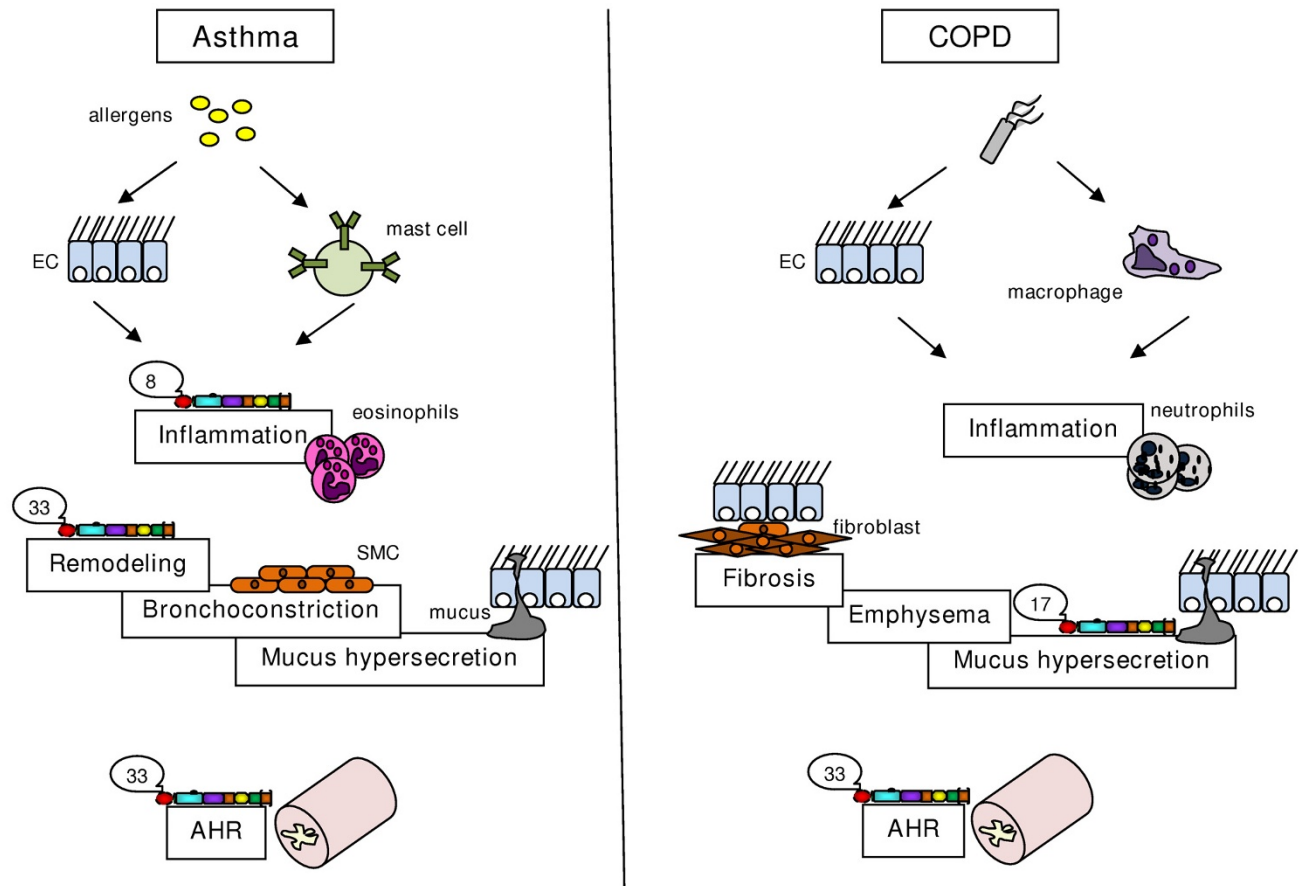 Asthma
allergens
EC
mast cell
8
Inflammation
eosinophils
33
Remodeling
SMC
Bronchoconstriction
mucus
Mucus hypersecretion
33
AHR
COPD
EC
macrophage
Inflammation
neutrophils
fibroblast
Fibrosis
Emphysema
17
Mucus hypersecretion
33
AHR